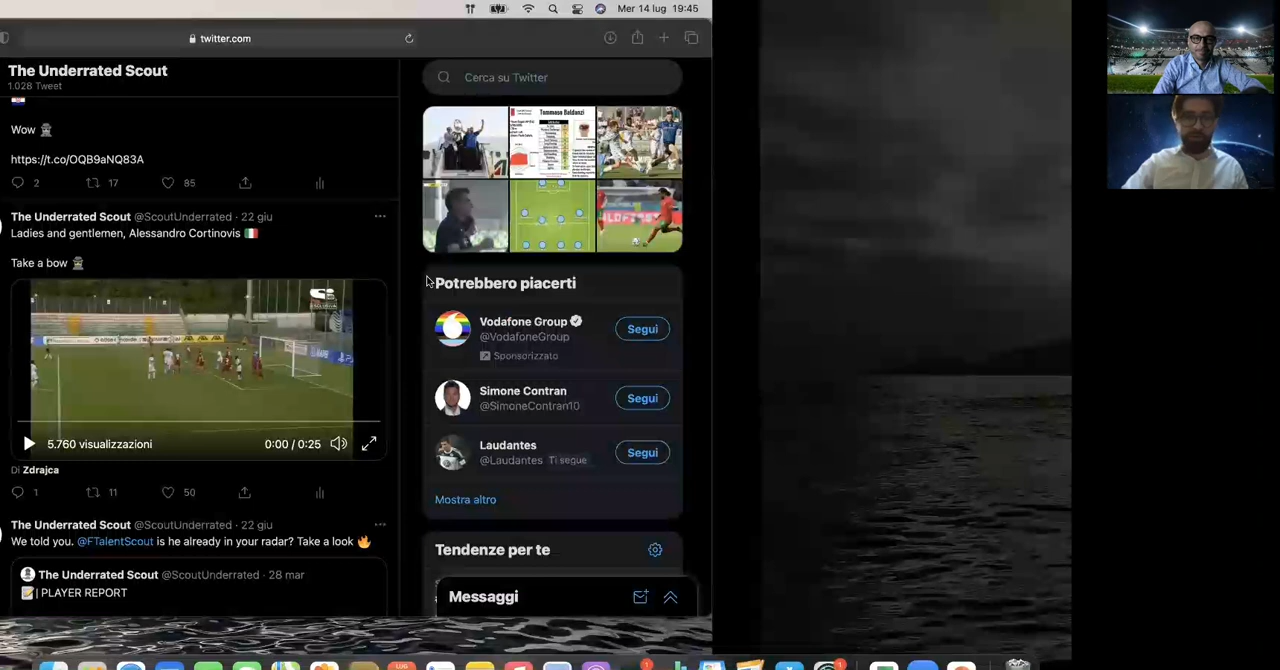 Mer 14 lug 19:45
twitter.com
The Underrated Scout
1.028 Tweet
Cerca su Twitter
Wow
https://t.co/OQB9aNQ83A
2 17 85
The Underrated Scout @ScoutUnderrated · 22 giu
Ladies and gentlemen, Alessandro Cortinovis
Take a bow
5.760 visualizzazioni 0:00 / 0:25
Di Zdrajca
1 11 50
The Underrated Scout @ScoutUnderrated · 22 giu
We told you. @FTalentScout is he already in your radar? Take a look
The Underrated Scout @ScoutUnderrated · 28 mar
| PLAYER REPORT
Tommaso Baldanzi
Potrebbero piacerti
Vodafone Group
@VodafoneGroup
Sponsorizzato
Segui
Simone Contran
@SimoneContran10
Segui
Laudantes
@Laudantes Ti segue
Segui
Mostra altro
Tendenze per te
Messaggi
LUG
1
1